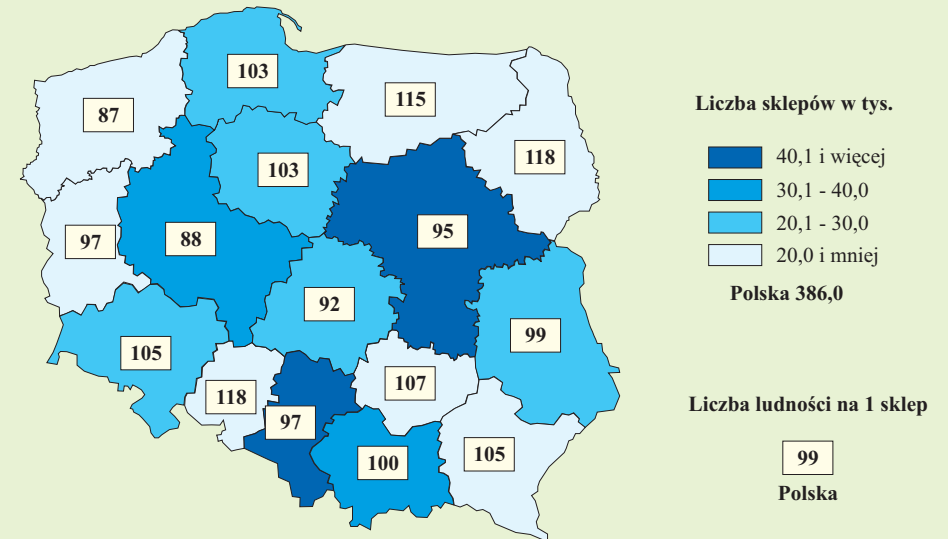 103
87
115
118
103
97
88
95
92
99
105
118
107
97
100
105
Liczba sklepów w tys.
40,1 i więcej
30,1 - 40,0
20,1 - 30,0
20,0 i mniej
Polska 386,0
Liczba ludności na 1 sklep
99
Polska